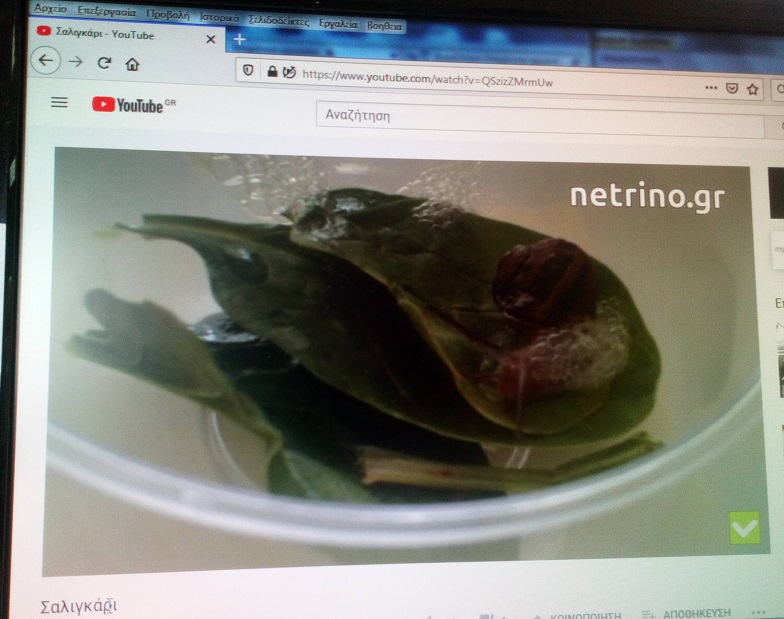 Αρχείο Επεξεργασία Προβολή Ιστορικό Σελιδοδείκτες Εργαλεία Βοήθεια
Σαλιγκάρι - YouTube
https://www.youtube.com/watch?v=QSzizZMrmUw
YouTube GR
Αναζήτηση
netrino.gr
Σαλιγκάρι
ΚΟΙΝΟΠΟΙΗΣΗ ΑΠΟΘΗΚΕΥΣΗ